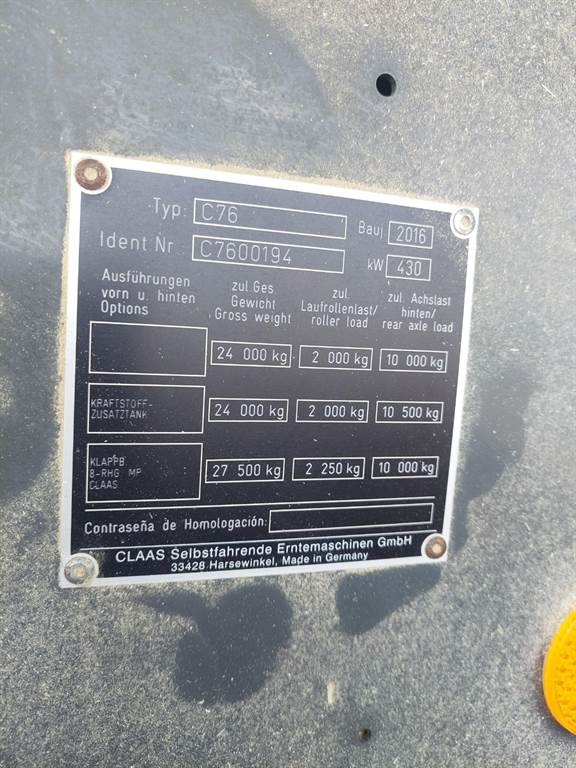 Typ: C76 Bauj 2016
Ident.Nr C7600194 kW 430
Ausführungen vorn u. hinten Options
zul.Ges. Gewicht Gross weight
zul. Laufrollenlast/ roller load
zul. Achslast hinten/ rear axle load
24 000 kg 2 000 kg 10 000 kg
KRAFTSTOFF-
ZUSATZTANK 24 000 kg 2 000 kg 10 500 kg
KLAPPB.
8-RHG MP
CLAAS 27 500 kg 2 250 kg 10 000 kg
Contraseña de Homologación:
CLAAS Selbstfahrende Erntemaschinen GmbH
33428 Harsewinkel, Made in Germany